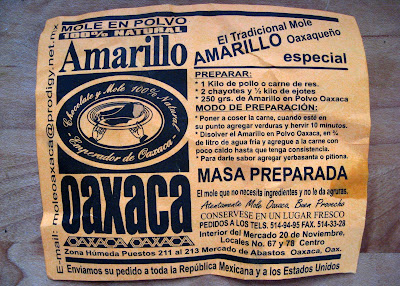 MOLE EN POLVO
100% NATURAL
Amarillo
Chocolate y Mole 100% Natural
Emperador de Oaxaca
OAXACA
OAXACA OAXACA
E-mail: moleoaxaca@prodigy.net.mx
El Tradicional Mole
AMARILLO Oaxaqueño
especial
PREPARAR:
* 1 Kilo de pollo o carne de res.
* 2 chayotes y ½ kilo de ejotes
* 250 grs. de Amarillo en Polvo Oaxaca
MODO DE PREPARACIÓN:
* Poner a coser la carne, cuando esté en
su punto agregar verduras y hervir 10 minutos.
* Disolver el Amarillo en Polvo Oaxaca, en ¾
de litro de agua fria y agregue a la carne con
poco caldo hasta que tenga consistencia.
* Para darle sabor agregar yerbasanta o pitiona.
MASA PREPARADA
El mole que no necesita ingredientes y no le da agruras.
Atentamente Mole Oaxaca, Buen Provecho
CONSERVESE EN UN LUGAR FRESCO
PEDIDOS A LOS TELS. 514-94-95 FAX. 514-33-28
Interior del Mercado 20 de Noviembre,
Locales No. 67 y 78 Centro
Zona Húmeda Puestos 211 al 213 Mercado de Abastos Oaxaca, Oax.
Enviamos su pedido a toda la República Mexicana y a los Estados Unidos